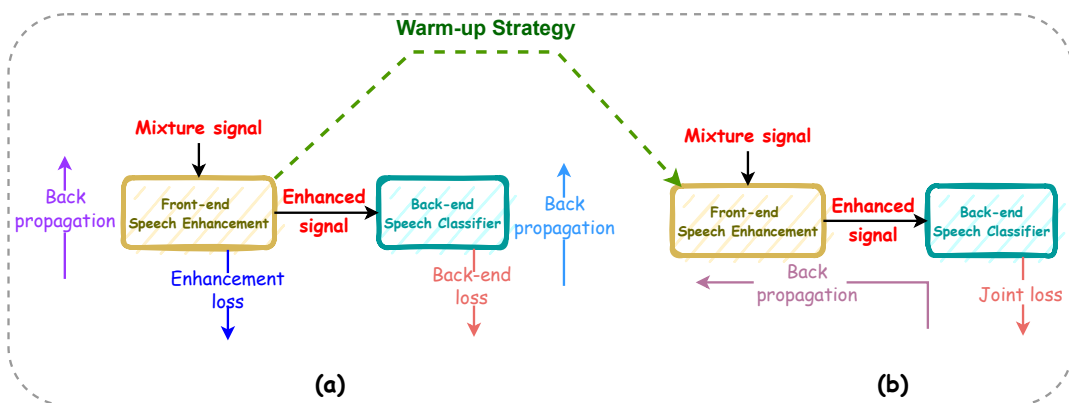 Warm-up Strategy
Mixture signal
Back
propagation
Front-end
Speech Enhancement
Enhanced
signal
Back-end
Speech Classifier
Back
propagation
Enhancement
loss
Back-end
loss
(a)
Mixture signal
Front-end
Speech Enhancement
Enhanced
signal
Back-end
Speech Classifier
Back
propagation
Joint loss
(b)